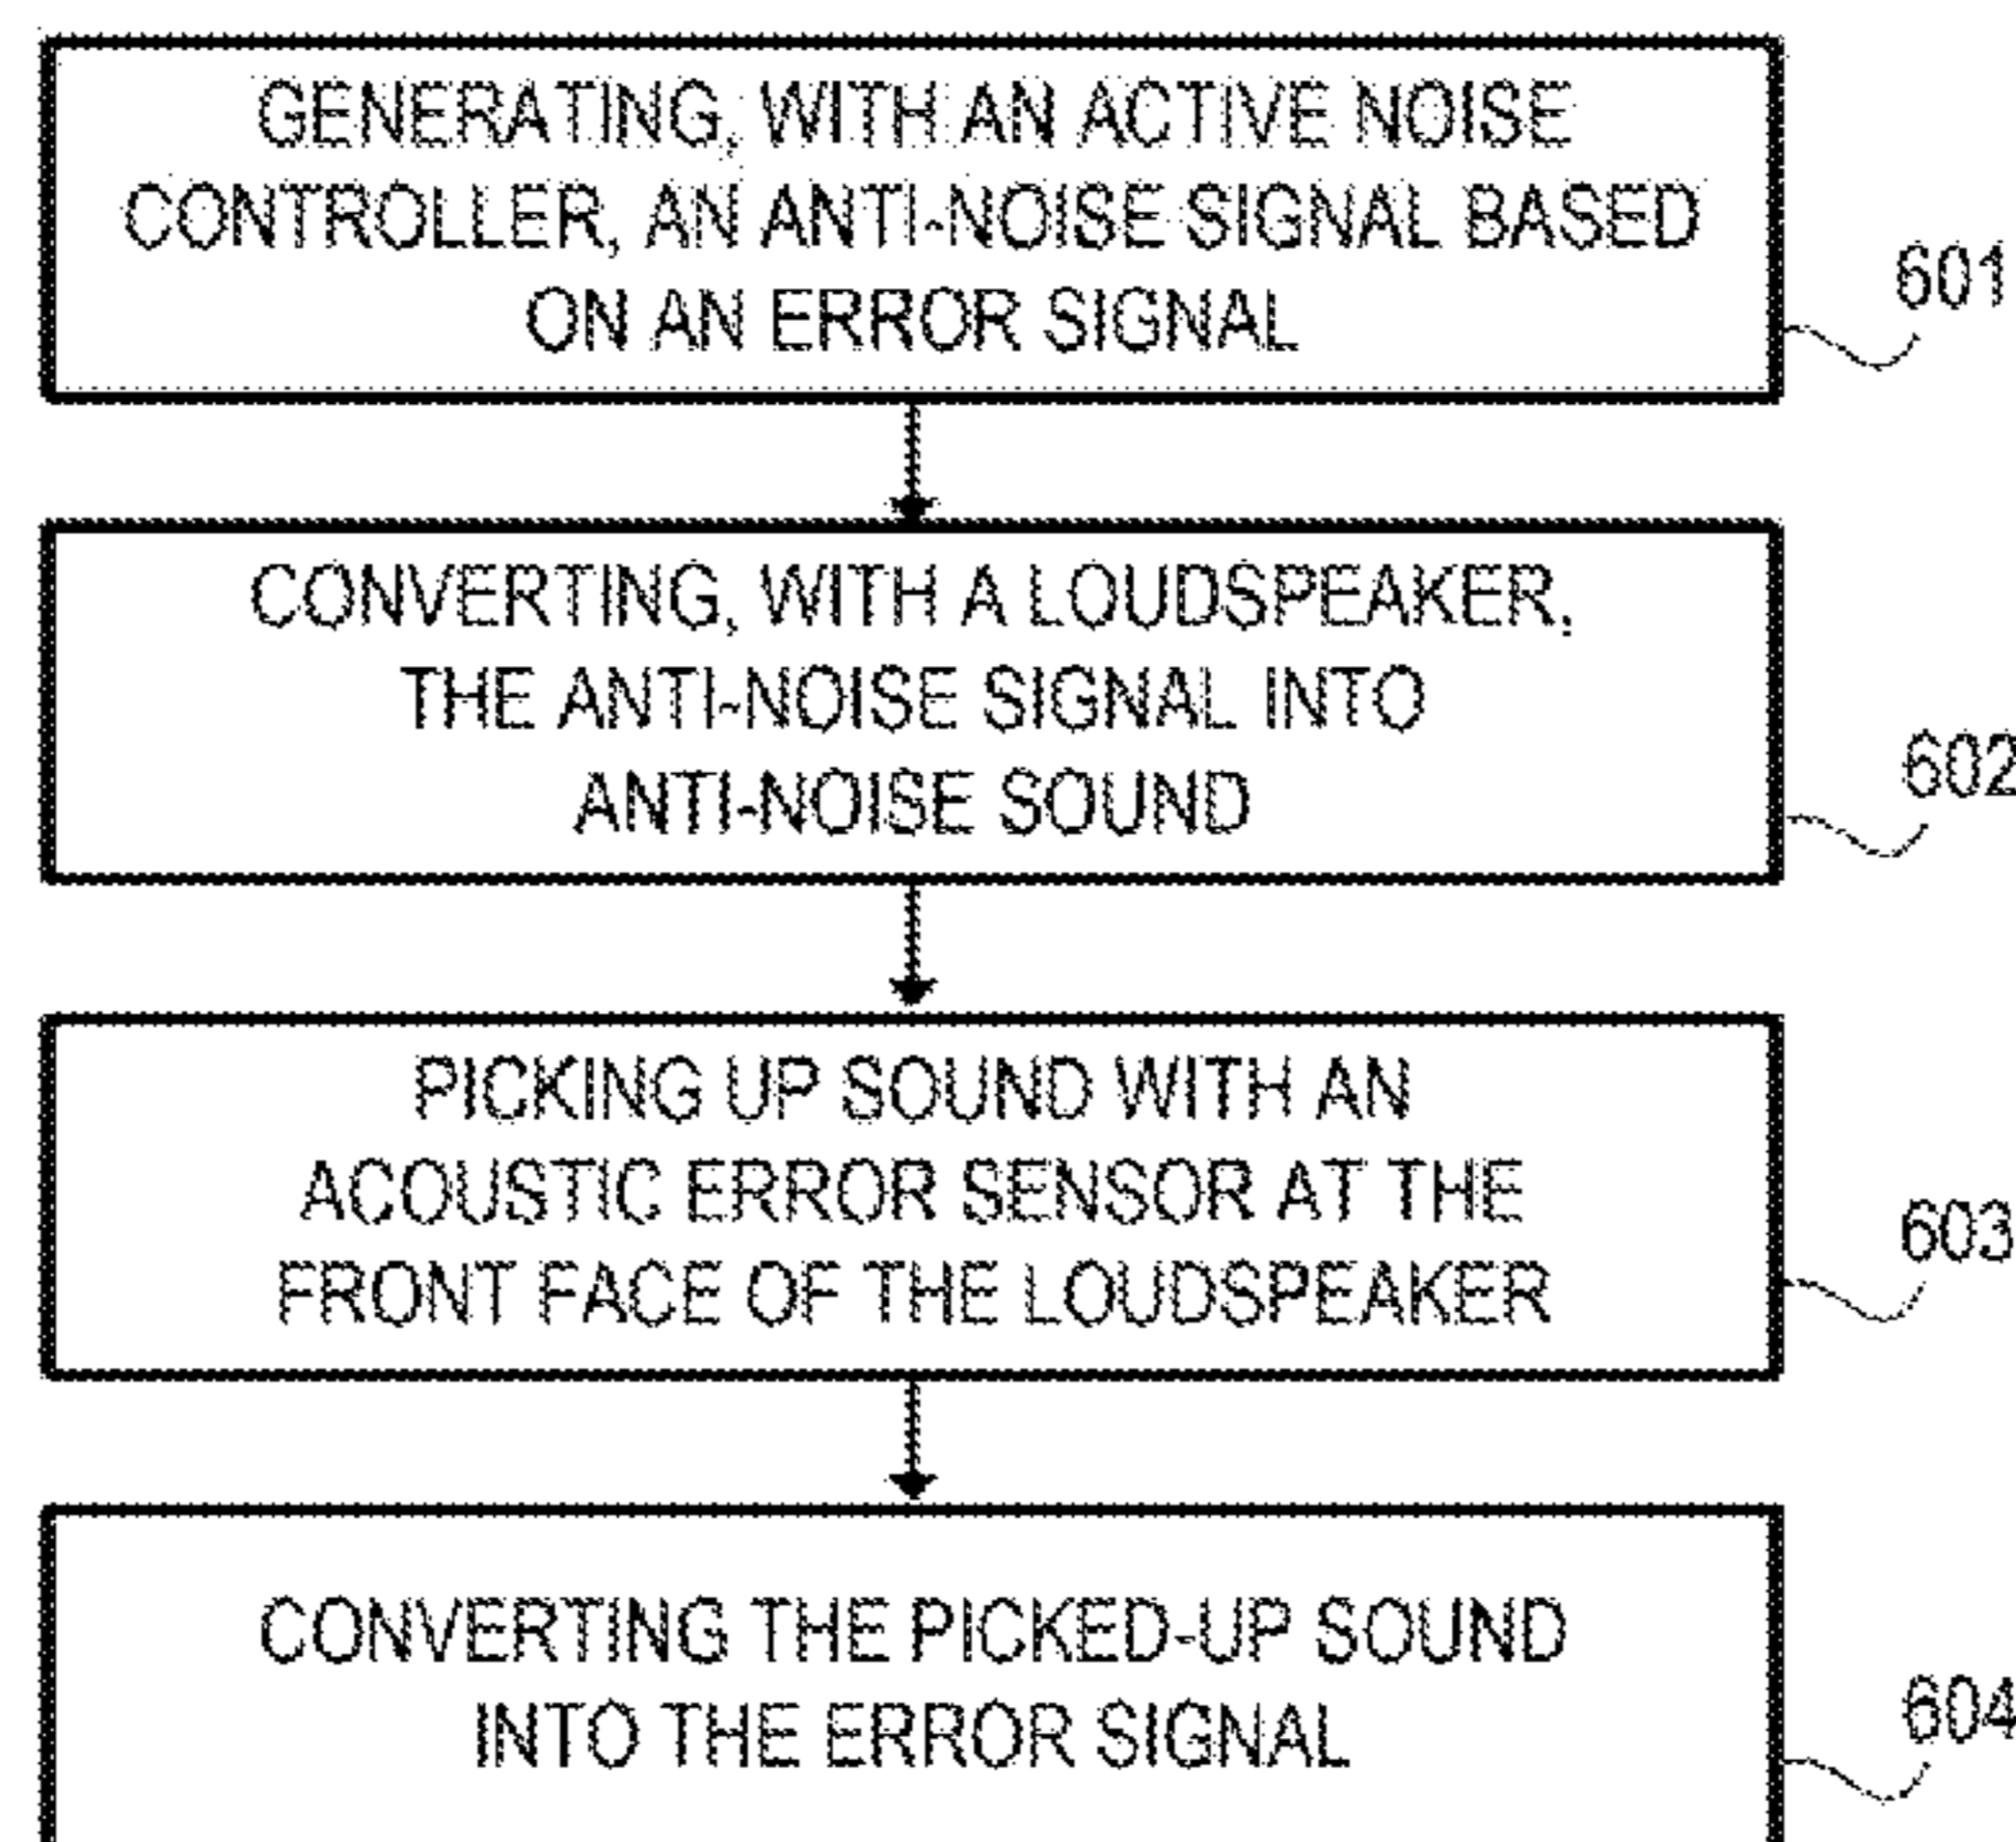 GENERATING, WITH AN ACTIVE NOISE
CONTROLLER, AN ANTI-NOISE SIGNAL BASED
ON AN ERROR SIGNAL
601
CONVERTING, WITH A LOUDSPEAKER,
THE ANTI-NOISE SIGNAL INTO
ANTI-NOISE SOUND
602
PICKING UP SOUND WITH AN
ACOUSTIC ERROR SENSOR AT THE
FRONT FACE OF THE LOUDSPEAKER
603
CONVERTING THE PICKED-UP SOUND
INTO THE ERROR SIGNAL
604